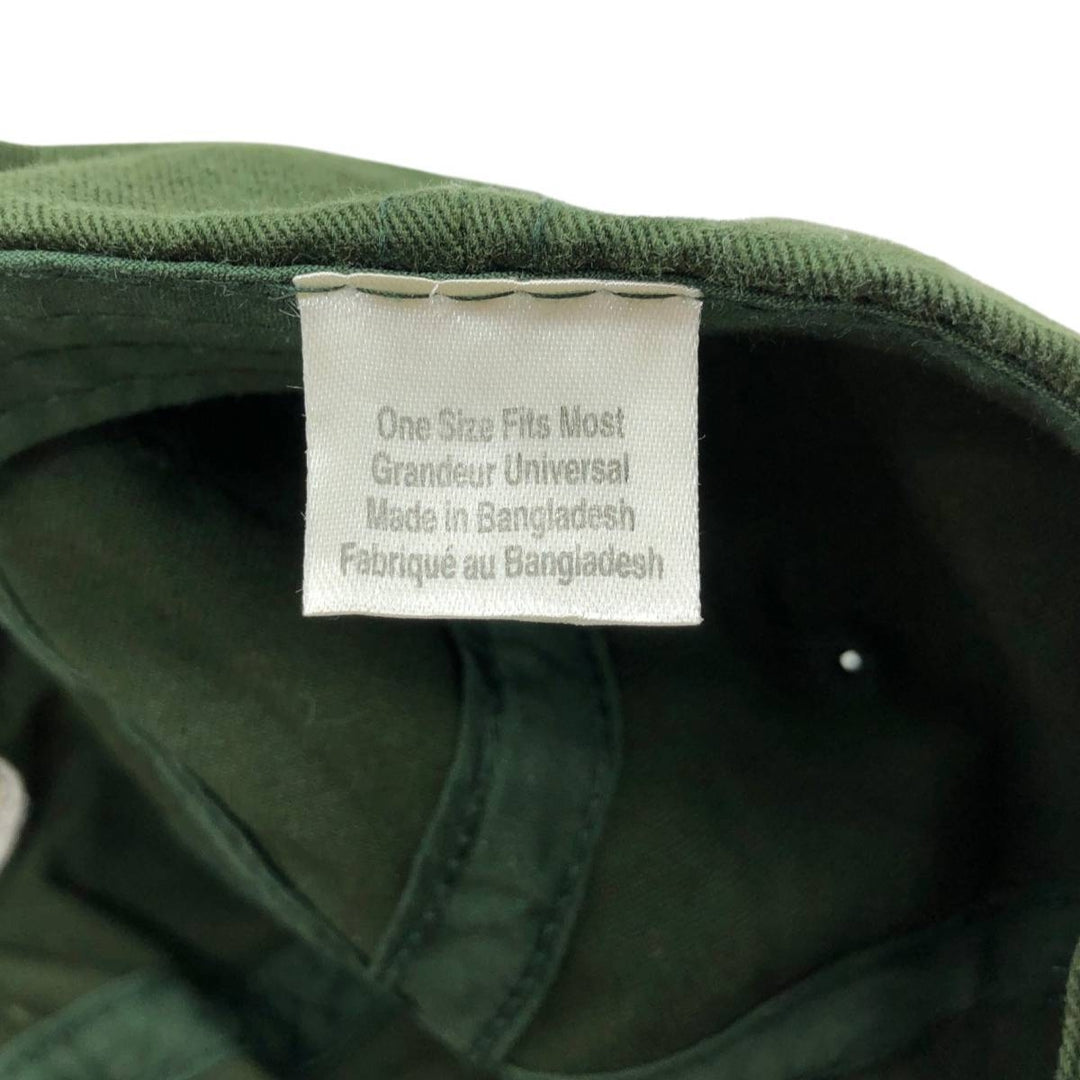 One Size Fits Most
Grandeur Universal
Made in Bangladesh
Fabriqué au Bangladesh